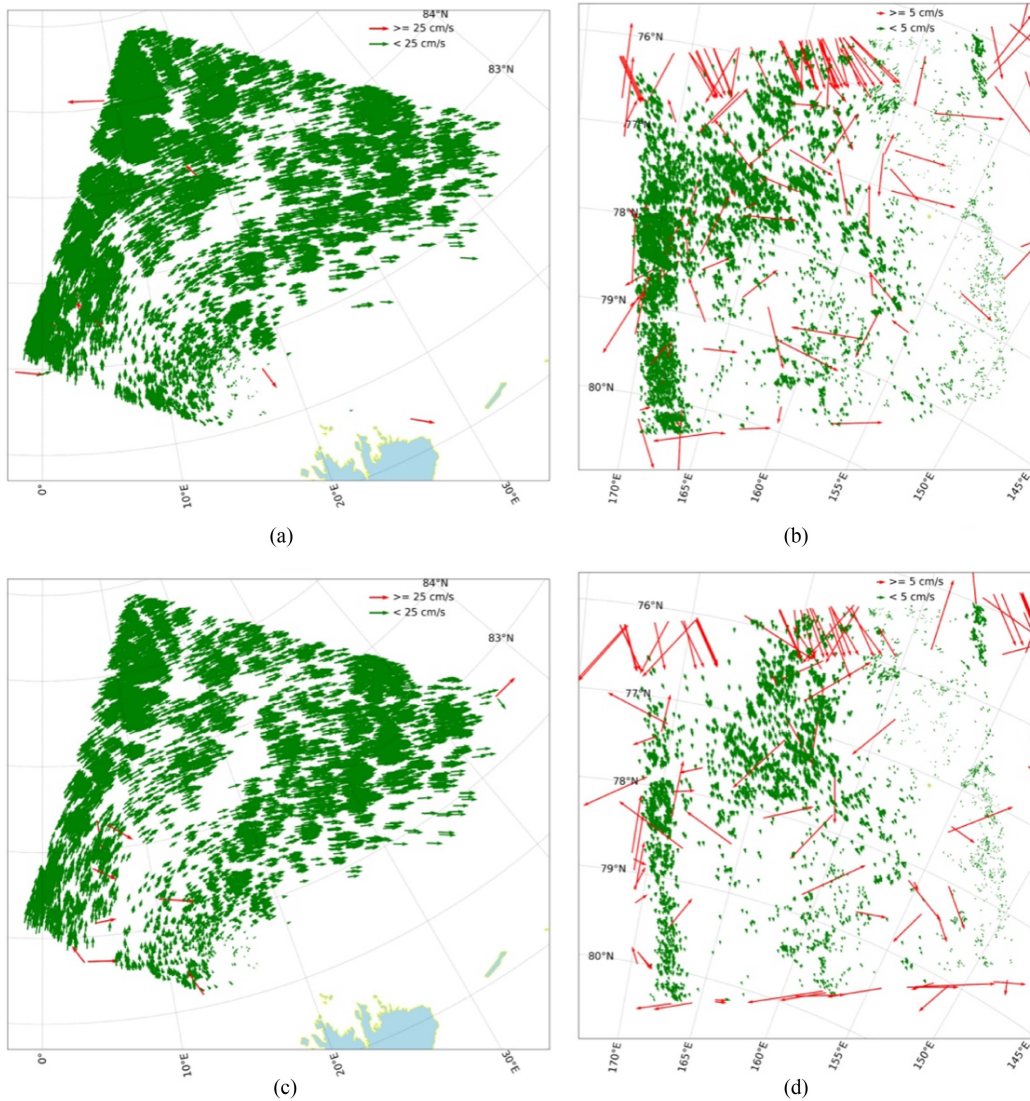 84°N
83°N
>= 25 cm/s
< 25 cm/s
0°
10°E
20°E
30°E
(a)
>= 5 cm/s
< 5 cm/s
76°N
77°N
78°N
79°N
80°N
170°E
165°E
160°E
155°E
150°E
145°E
(b)
84°N
83°N
>= 25 cm/s
< 25 cm/s
0°
10°E
20°E
30°E
(c)
>= 5 cm/s
< 5 cm/s
76°N
77°N
78°N
79°N
80°N
170°E
165°E
160°E
155°E
150°E
145°E
(d)